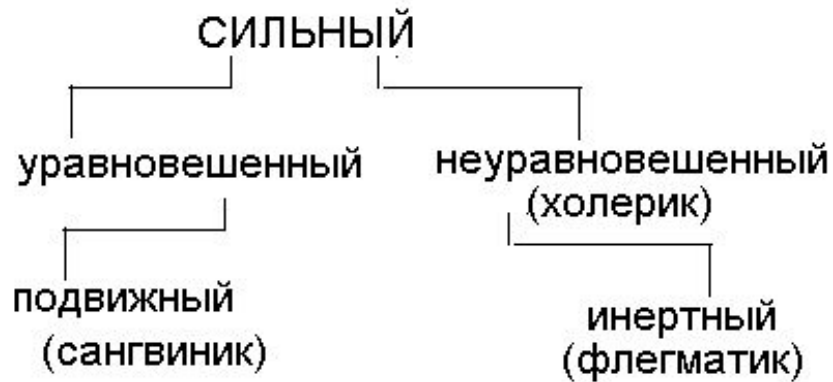 СИЛЬНЫЙ
уравновешенный
неуравновешенный
(холерик)
подвижный
(сангвиник)
инертный
(флегматик)